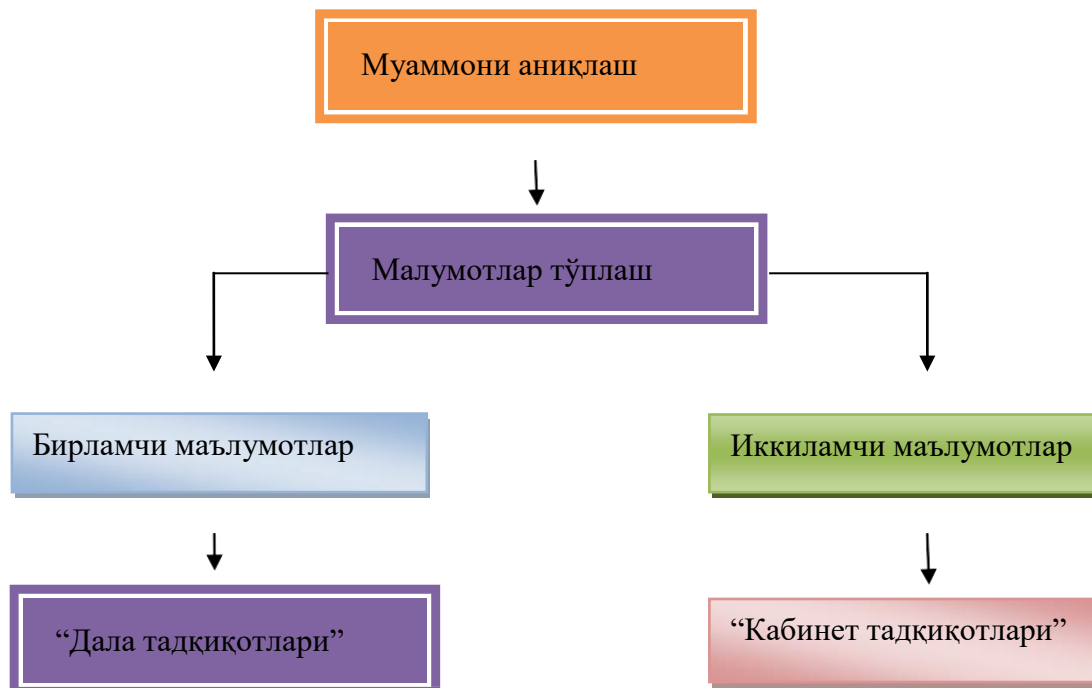 Муаммони аниқлаш
Малумотлар тўплаш
Бирламчи маълумотлар
Иккиламчи маълумотлар
“Дала тадқиқотлари”
“Кабинет тадқиқотлари”